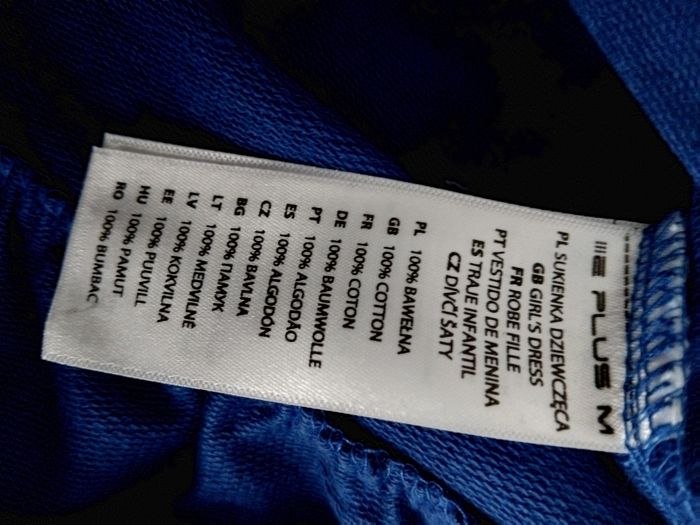 E PLUS M
PL SUKIENKA DZIEWCZĘCA
GB GIRL'S DRESS
FR ROBE FILLE
PT VESTIDO DE MENINA
ES TRAJE INFANTIL
CZ DÍVČÍ ŠATY
PL 100% BAWEŁNA
GB 100% COTTON
FR 100% COTON
DE 100% BAUMWOLLE
PT 100% ALGODÃO
ES 100% ALGODÓN
CZ 100% BAVLNA
BG 100% ПАМУК
LT 100% MEDVILNĖ
LV 100% KOKVILNA
EE 100% PUUVILL
HU 100% PAMUT
RO 100% BUMBAC